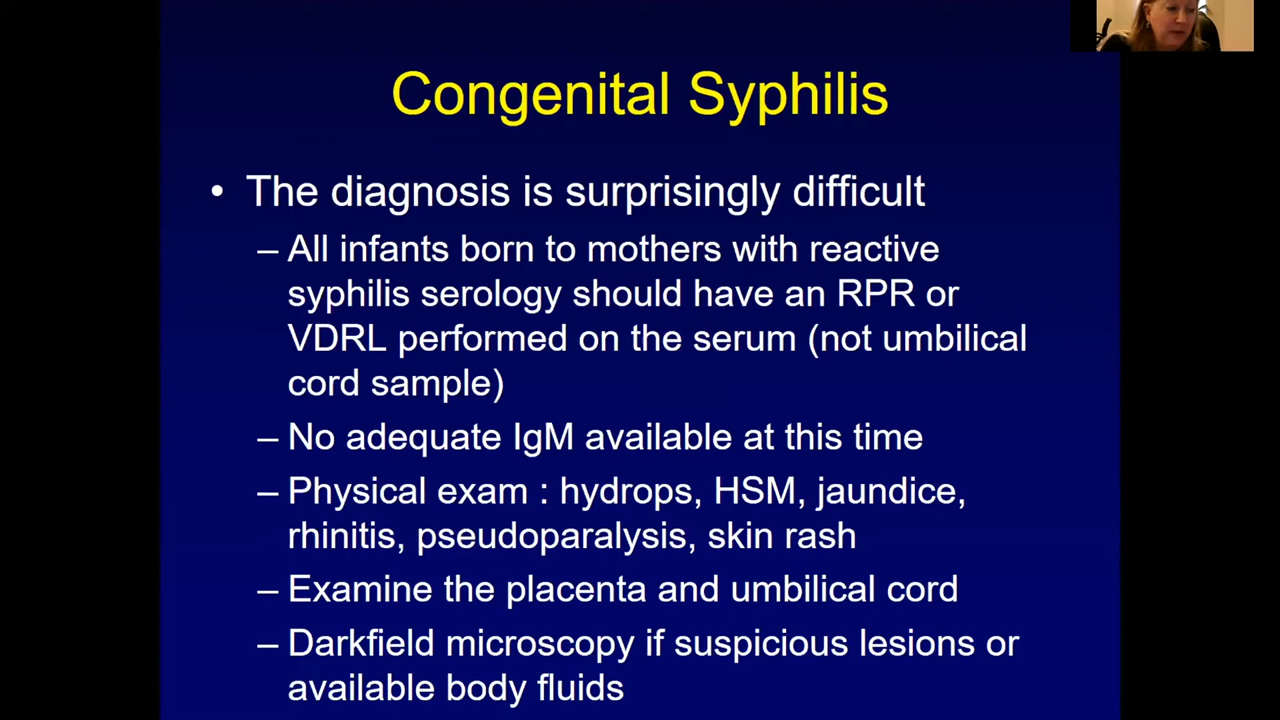 Congenital Syphilis
• The diagnosis is surprisingly difficult
– All infants born to mothers with reactive
syphilis serology should have an RPR or
VDRL performed on the serum (not umbilical
cord sample)
– No adequate IgM available at this time
– Physical exam : hydrops, HSM, jaundice,
rhinitis, pseudoparalysis, skin rash
– Examine the placenta and umbilical cord
– Darkfield microscopy if suspicious lesions or
available body fluids